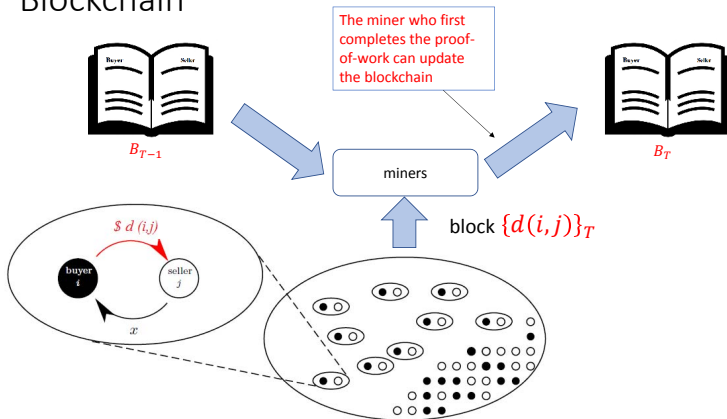 Blockchain
The miner who first
completes the proof-
of-work can update
the blockchain
Buyer Seller
Buyer Seller
B_{T−1}
B_T
miners
block {d(i,j)}_T
$ d (i,j)
buyer
i
seller
j
x